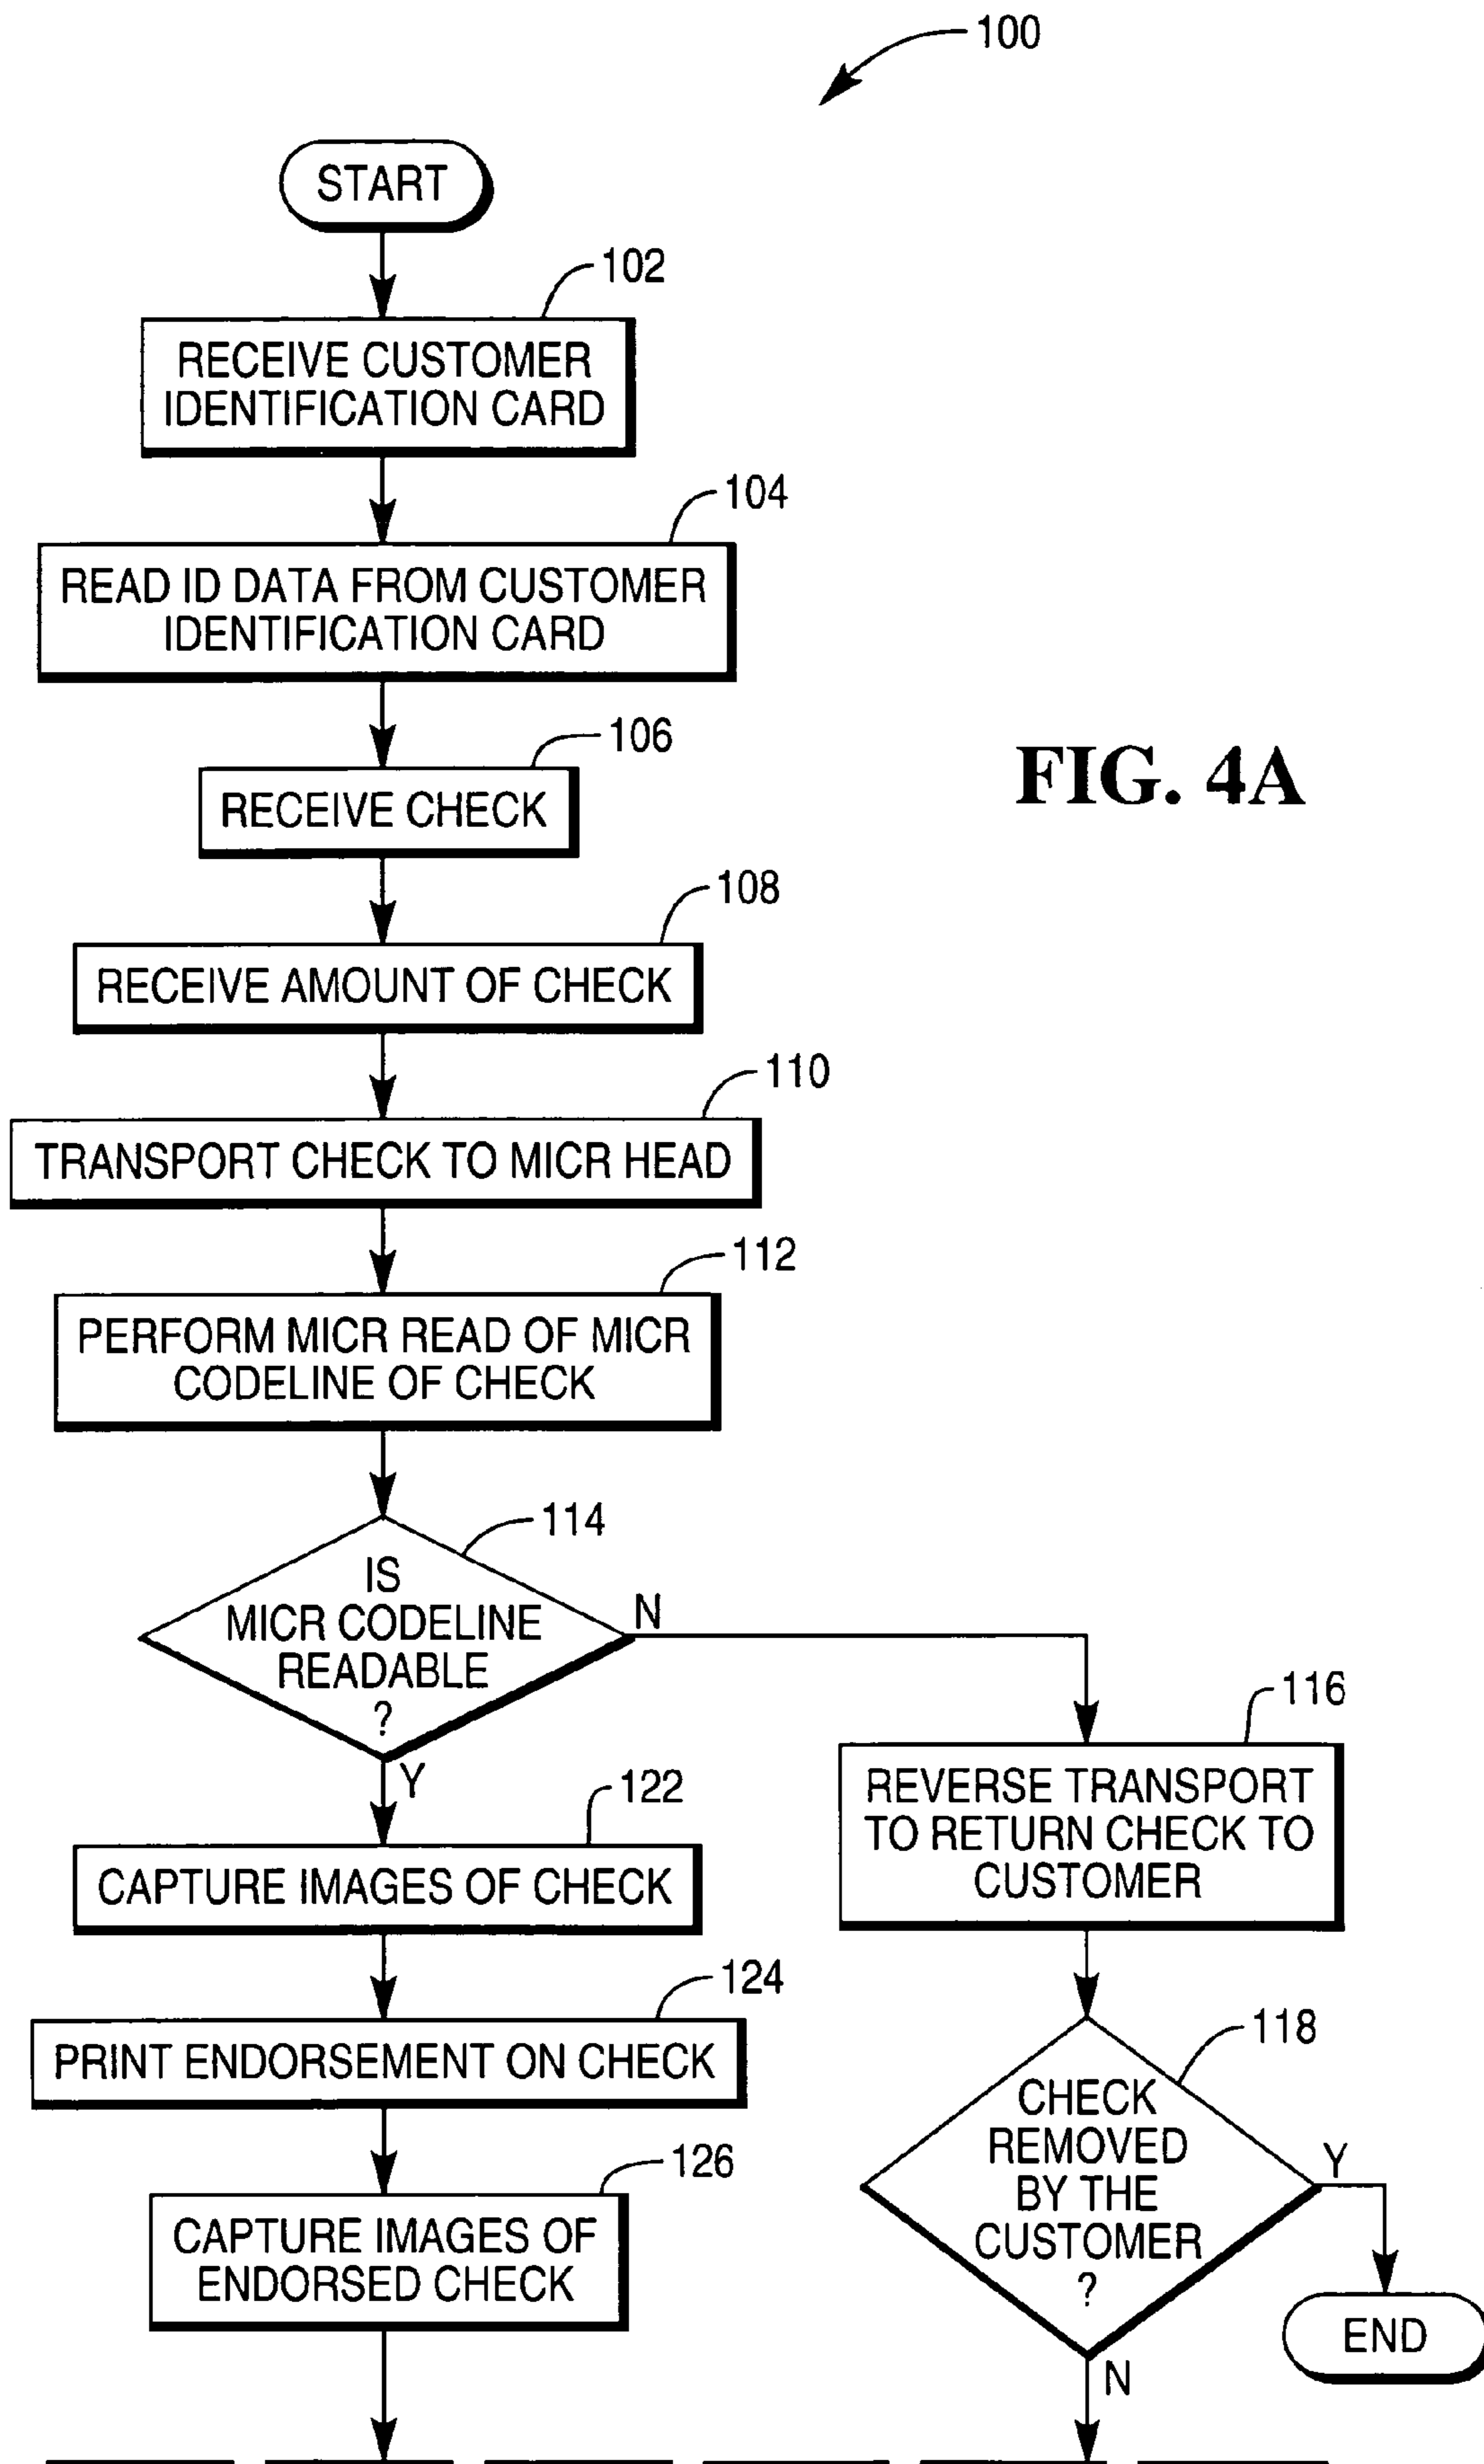 100
START
102
RECEIVE CUSTOMER
IDENTIFICATION CARD
104
READ ID DATA FROM CUSTOMER
IDENTIFICATION CARD
106
RECEIVE CHECK
FIG. 4A
108
RECEIVE AMOUNT OF CHECK
110
TRANSPORT CHECK TO MICR HEAD
112
PERFORM MICR READ OF MICR
CODELINE OF CHECK
114
IS
MICR CODELINE
READABLE
?
N
Y
116
REVERSE TRANSPORT
TO RETURN CHECK TO
CUSTOMER
122
CAPTURE IMAGES OF CHECK
124
PRINT ENDORSEMENT ON CHECK
118
CHECK
REMOVED
BY THE
CUSTOMER
?
Y
N
END
126
CAPTURE IMAGES OF
ENDORSED CHECK